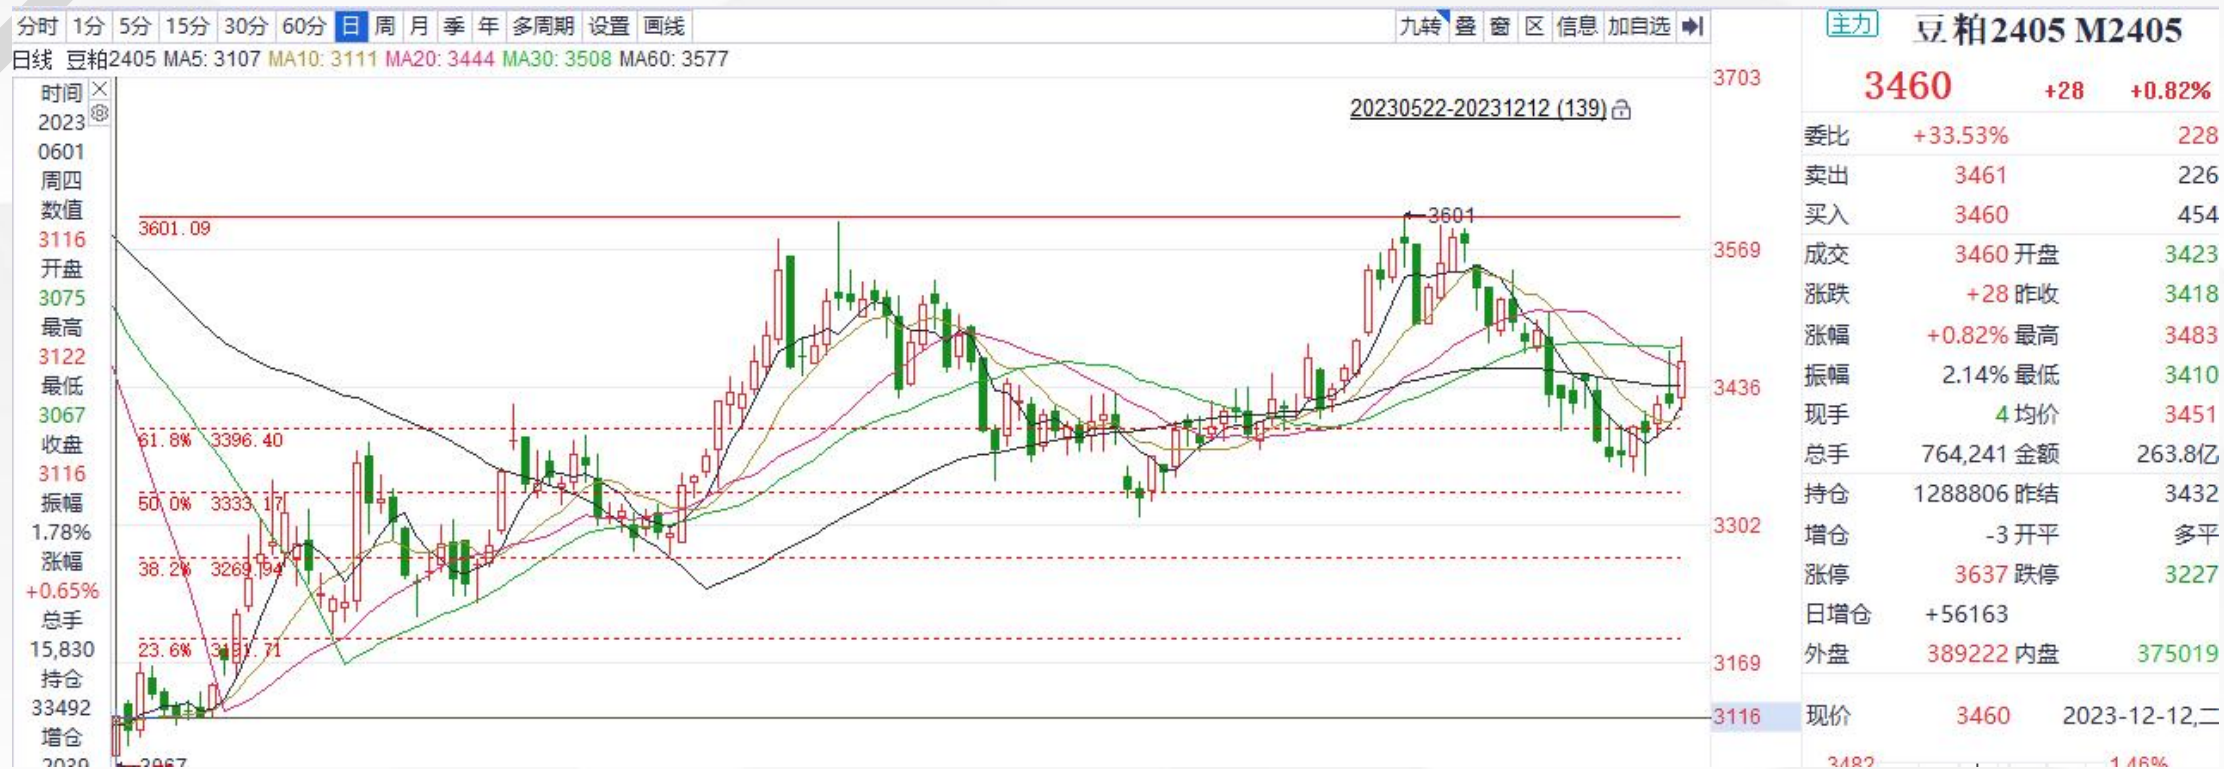 分时 1分 5分 15分 30分 60分 日 周 月 季 年 多周期 设置 画线
九转 叠 窗 区 信息 加自选
日线 豆粕2405 MA5: 3107 MA10: 3111 MA20: 3444 MA30: 3508 MA60: 3577
时间
2023
0601
周四
数值
3116
开盘
3075
最高
3122
最低
3067
收盘
3116
振幅
1.78%
涨幅
+0.65%
总手
15,830
持仓
33492
增仓
2039
20230522-20231212 (139)
3601.09
3601
61.8% 3396.40
50.0% 3333.17
38.2% 3269.94
23.6% 3191.71
2967
3703
3569
3436
3302
3169
3116
主力 豆粕2405 M2405
3460 +28 +0.82%
委比 +33.53% 228
卖出 3461 226
买入 3460 454
成交 3460 开盘 3423
涨跌 +28 昨收 3418
涨幅 +0.82% 最高 3483
振幅 2.14% 最低 3410
现手 4 均价 3451
总手 764,241 金额 263.8亿
持仓 1288806 昨结 3432
增仓 -3 开平 多平
涨停 3637 跌停 3227
日增仓 +56163
外盘 389222 内盘 375019
现价 3460 2023-12-12,二
3482 1.46%